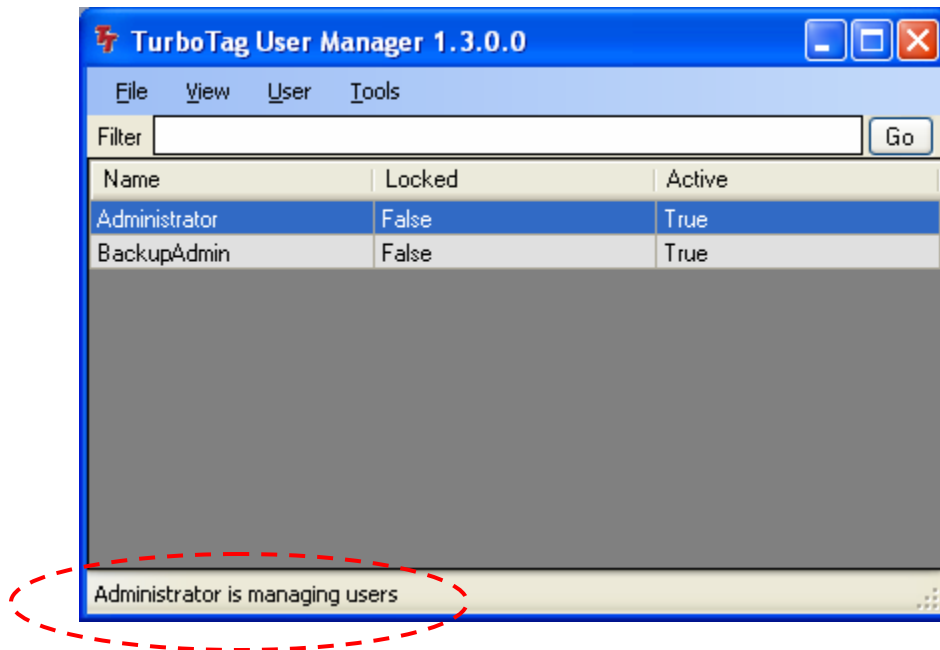 TurboTag User Manager 1.3.0.0
File View User Tools
Filter Go
Name Locked Active
Administrator False True
BackupAdmin False True
Administrator is managing users